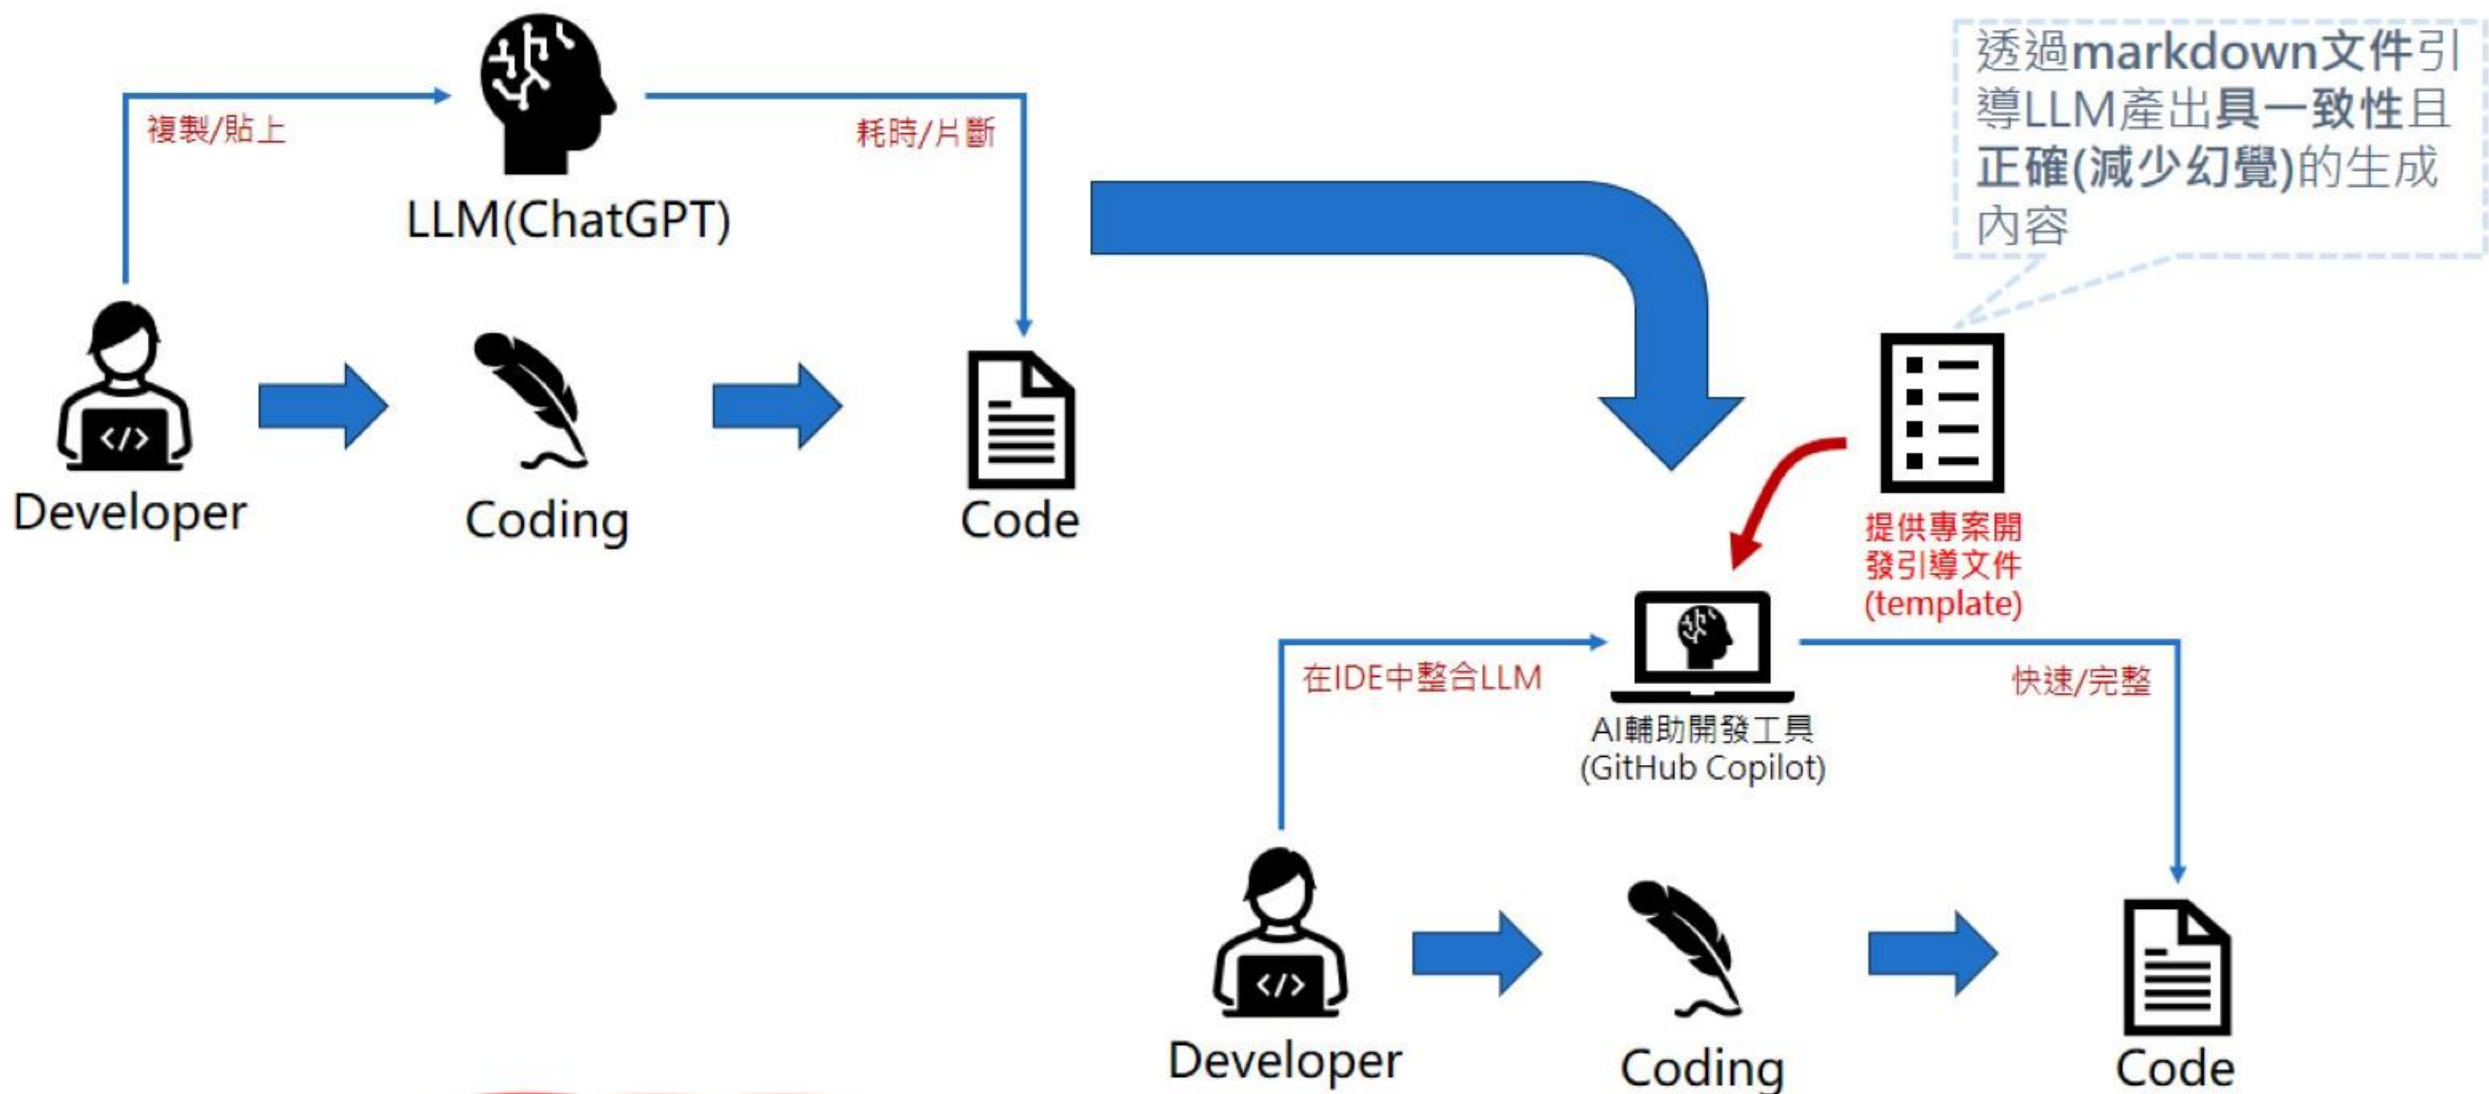 複製/貼上
耗時/片斷
LLM(ChatGPT)
</>
Developer
Coding
Code
透過markdown文件引
導LLM產出具一致性且
正確(減少幻覺)的生成
內容
提供專案開
發引導文件
(template)
在IDE中整合LLM
快速/完整
AI輔助開發工具
(GitHub Copilot)
</>
Developer
Coding
Code